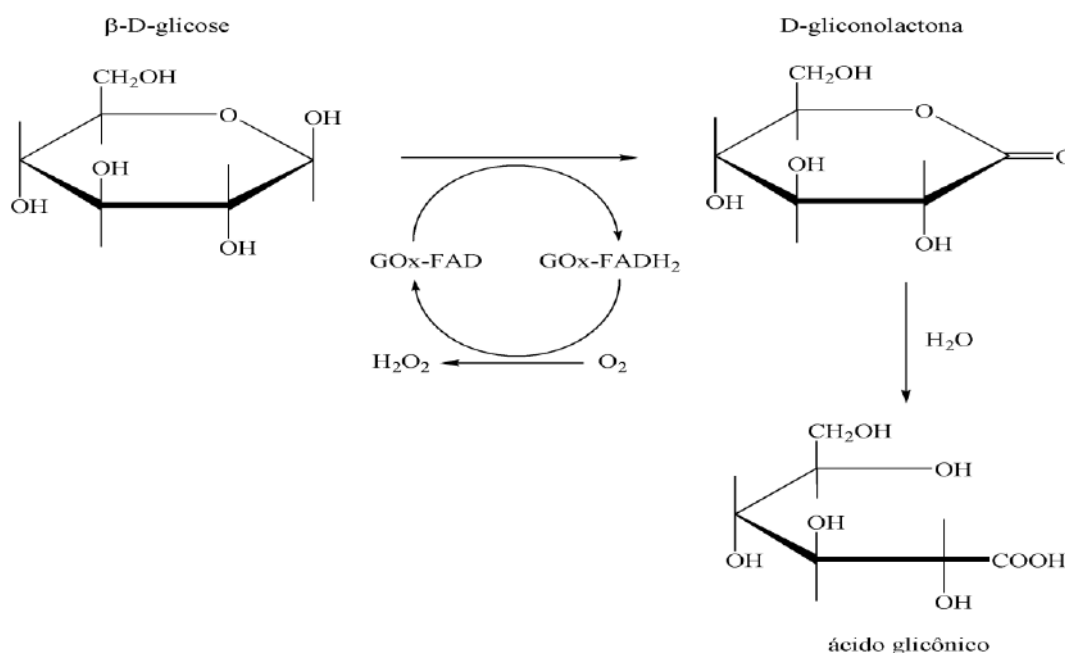 β-D-glicose
D-gliconolactona
CH₂OH
O
OH
OH
OH
OH
CH₂OH
O
O
OH
OH
OH
GOx-FAD
GOx-FADH₂
H₂O₂
O₂
H₂O
CH₂OH
OH
OH
OH
COOH
OH
ácido glicônico